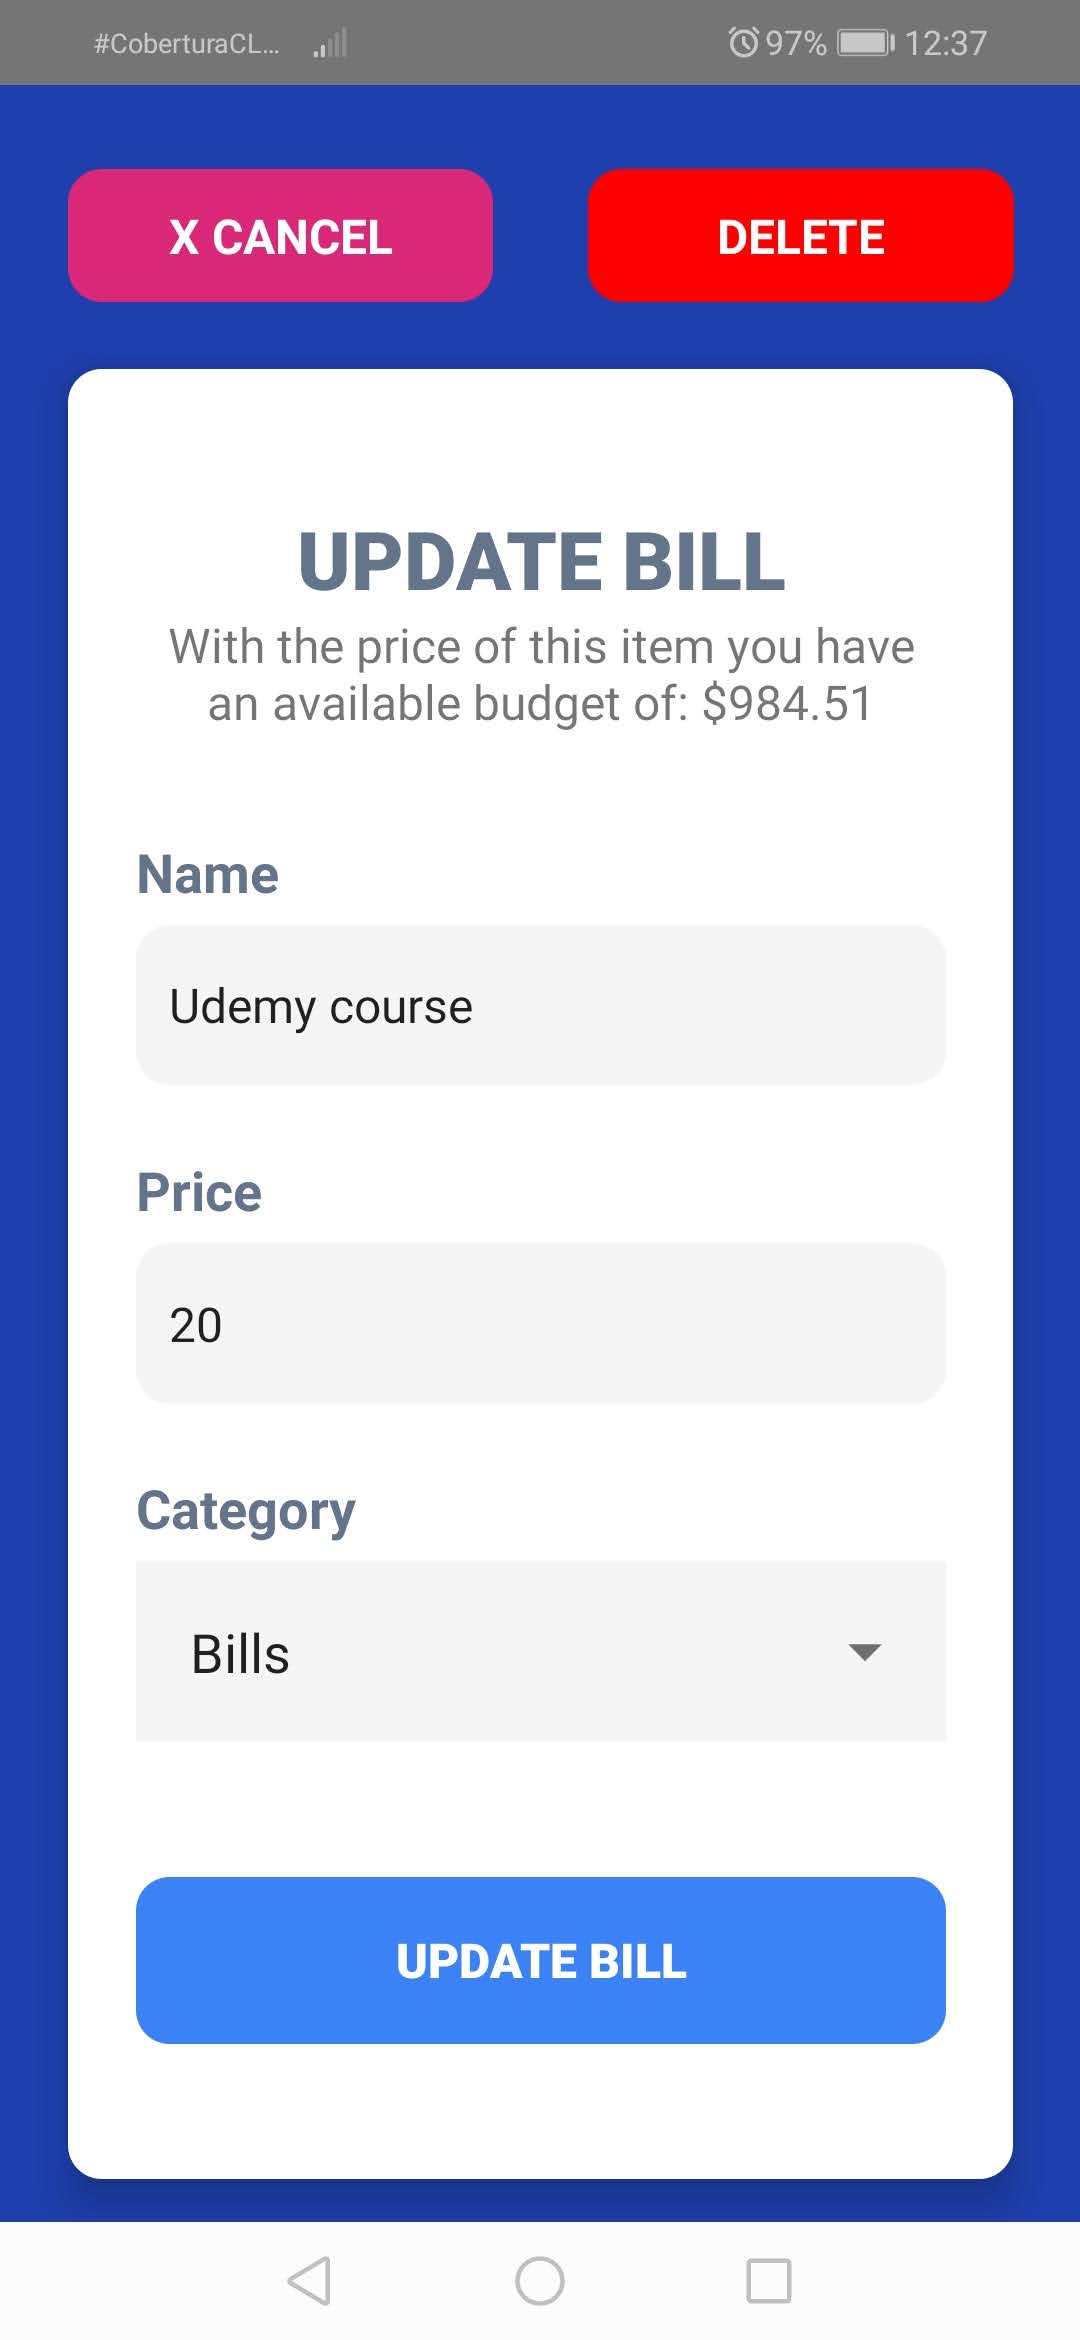 #CoberturaCL...
97% 12:37
X CANCEL
DELETE
UPDATE BILL
With the price of this item you have
an available budget of: $984.51
Name
Udemy course
Price
20
Category
Bills
UPDATE BILL